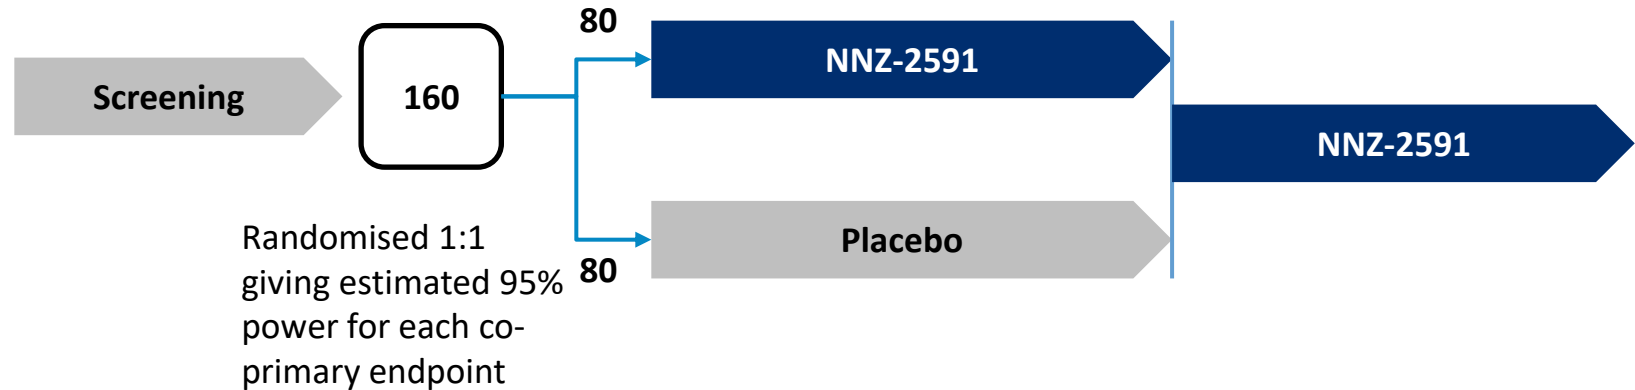 80
NNZ-2591
Screening
160
NNZ-2591
Placebo
80
Randomised 1:1
giving estimated 95%
power for each co-
primary endpoint